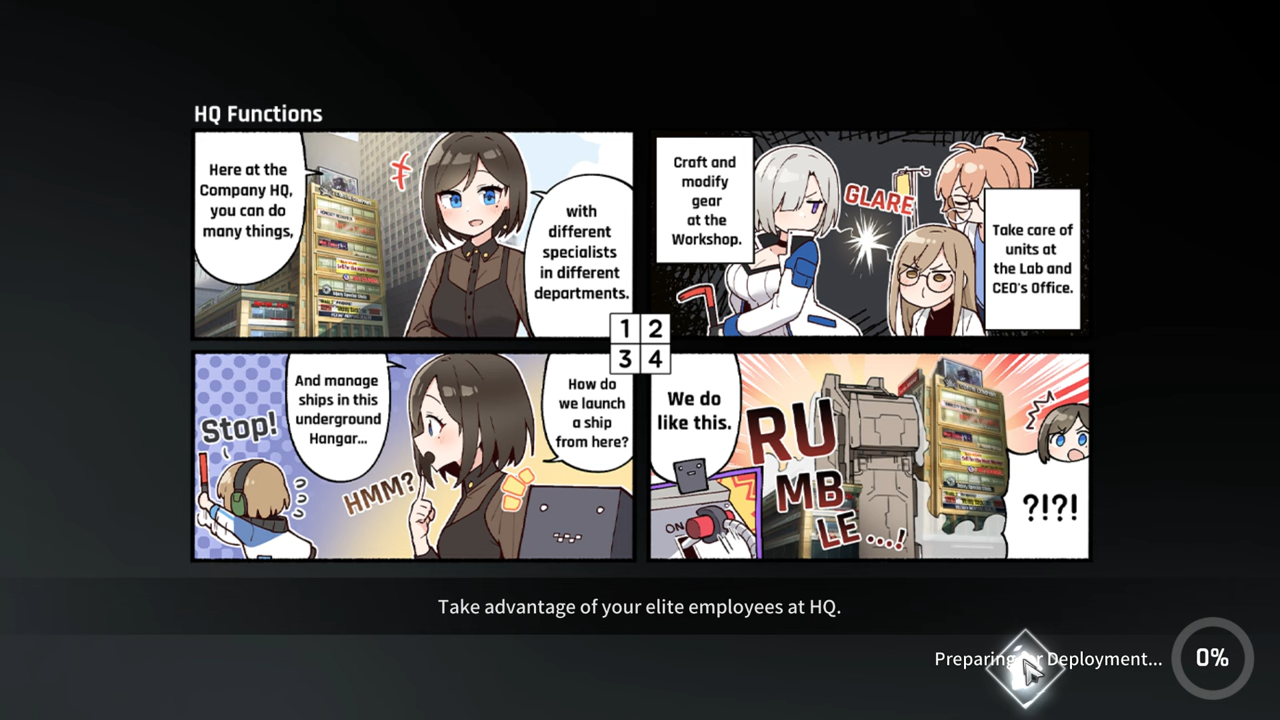 HQ Functions
Here at the
Company HQ,
you can do
many things,
with
different
specialists
in different
departments.
Craft and
modify
gear
at the
Workshop.
GLARE
Take care of
units at
the Lab and
CEO's Office.
1 2
3 4
Stop!
And manage
ships in this
underground
Hangar...
HMM?
How do
we launch
a ship
from here?
We do
like this.
ON
RU
MB
LE ...!
?!?!
Take advantage of your elite employees at HQ.
Preparing for Deployment...
0%